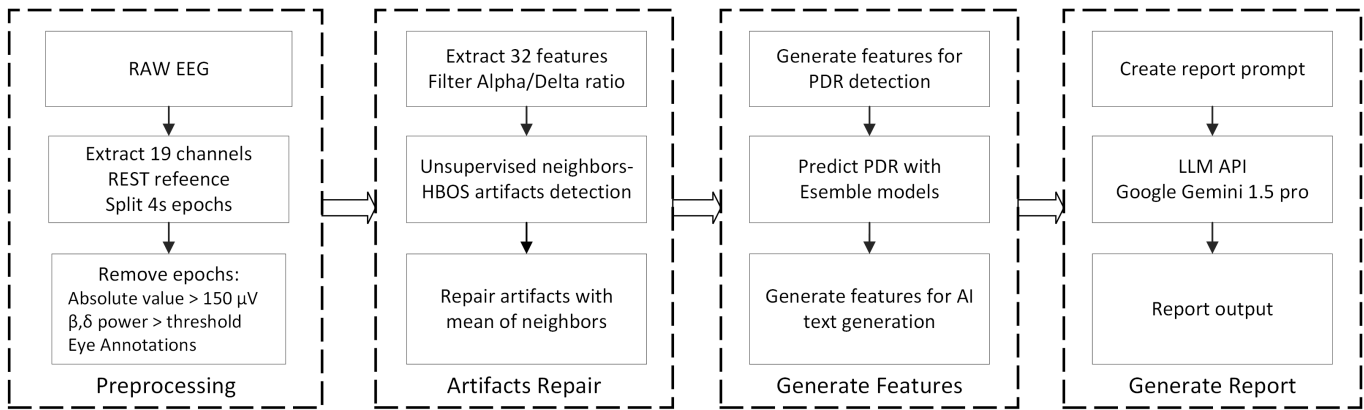 RAW EEG
Extract 19 channels
REST refeence
Split 4s epochs
Remove epochs:
Absolute value > 150 µV
β,δ power > threshold
Eye Annotations
Preprocessing
Extract 32 features
Filter Alpha/Delta ratio
Unsupervised neighbors-
HBOS artifacts detection
Repair artifacts with
mean of neighbors
Artifacts Repair
Generate features for
PDR detection
Predict PDR with
Esemble models
Generate features for AI
text generation
Generate Features
Create report prompt
LLM API
Google Gemini 1.5 pro
Report output
Generate Report